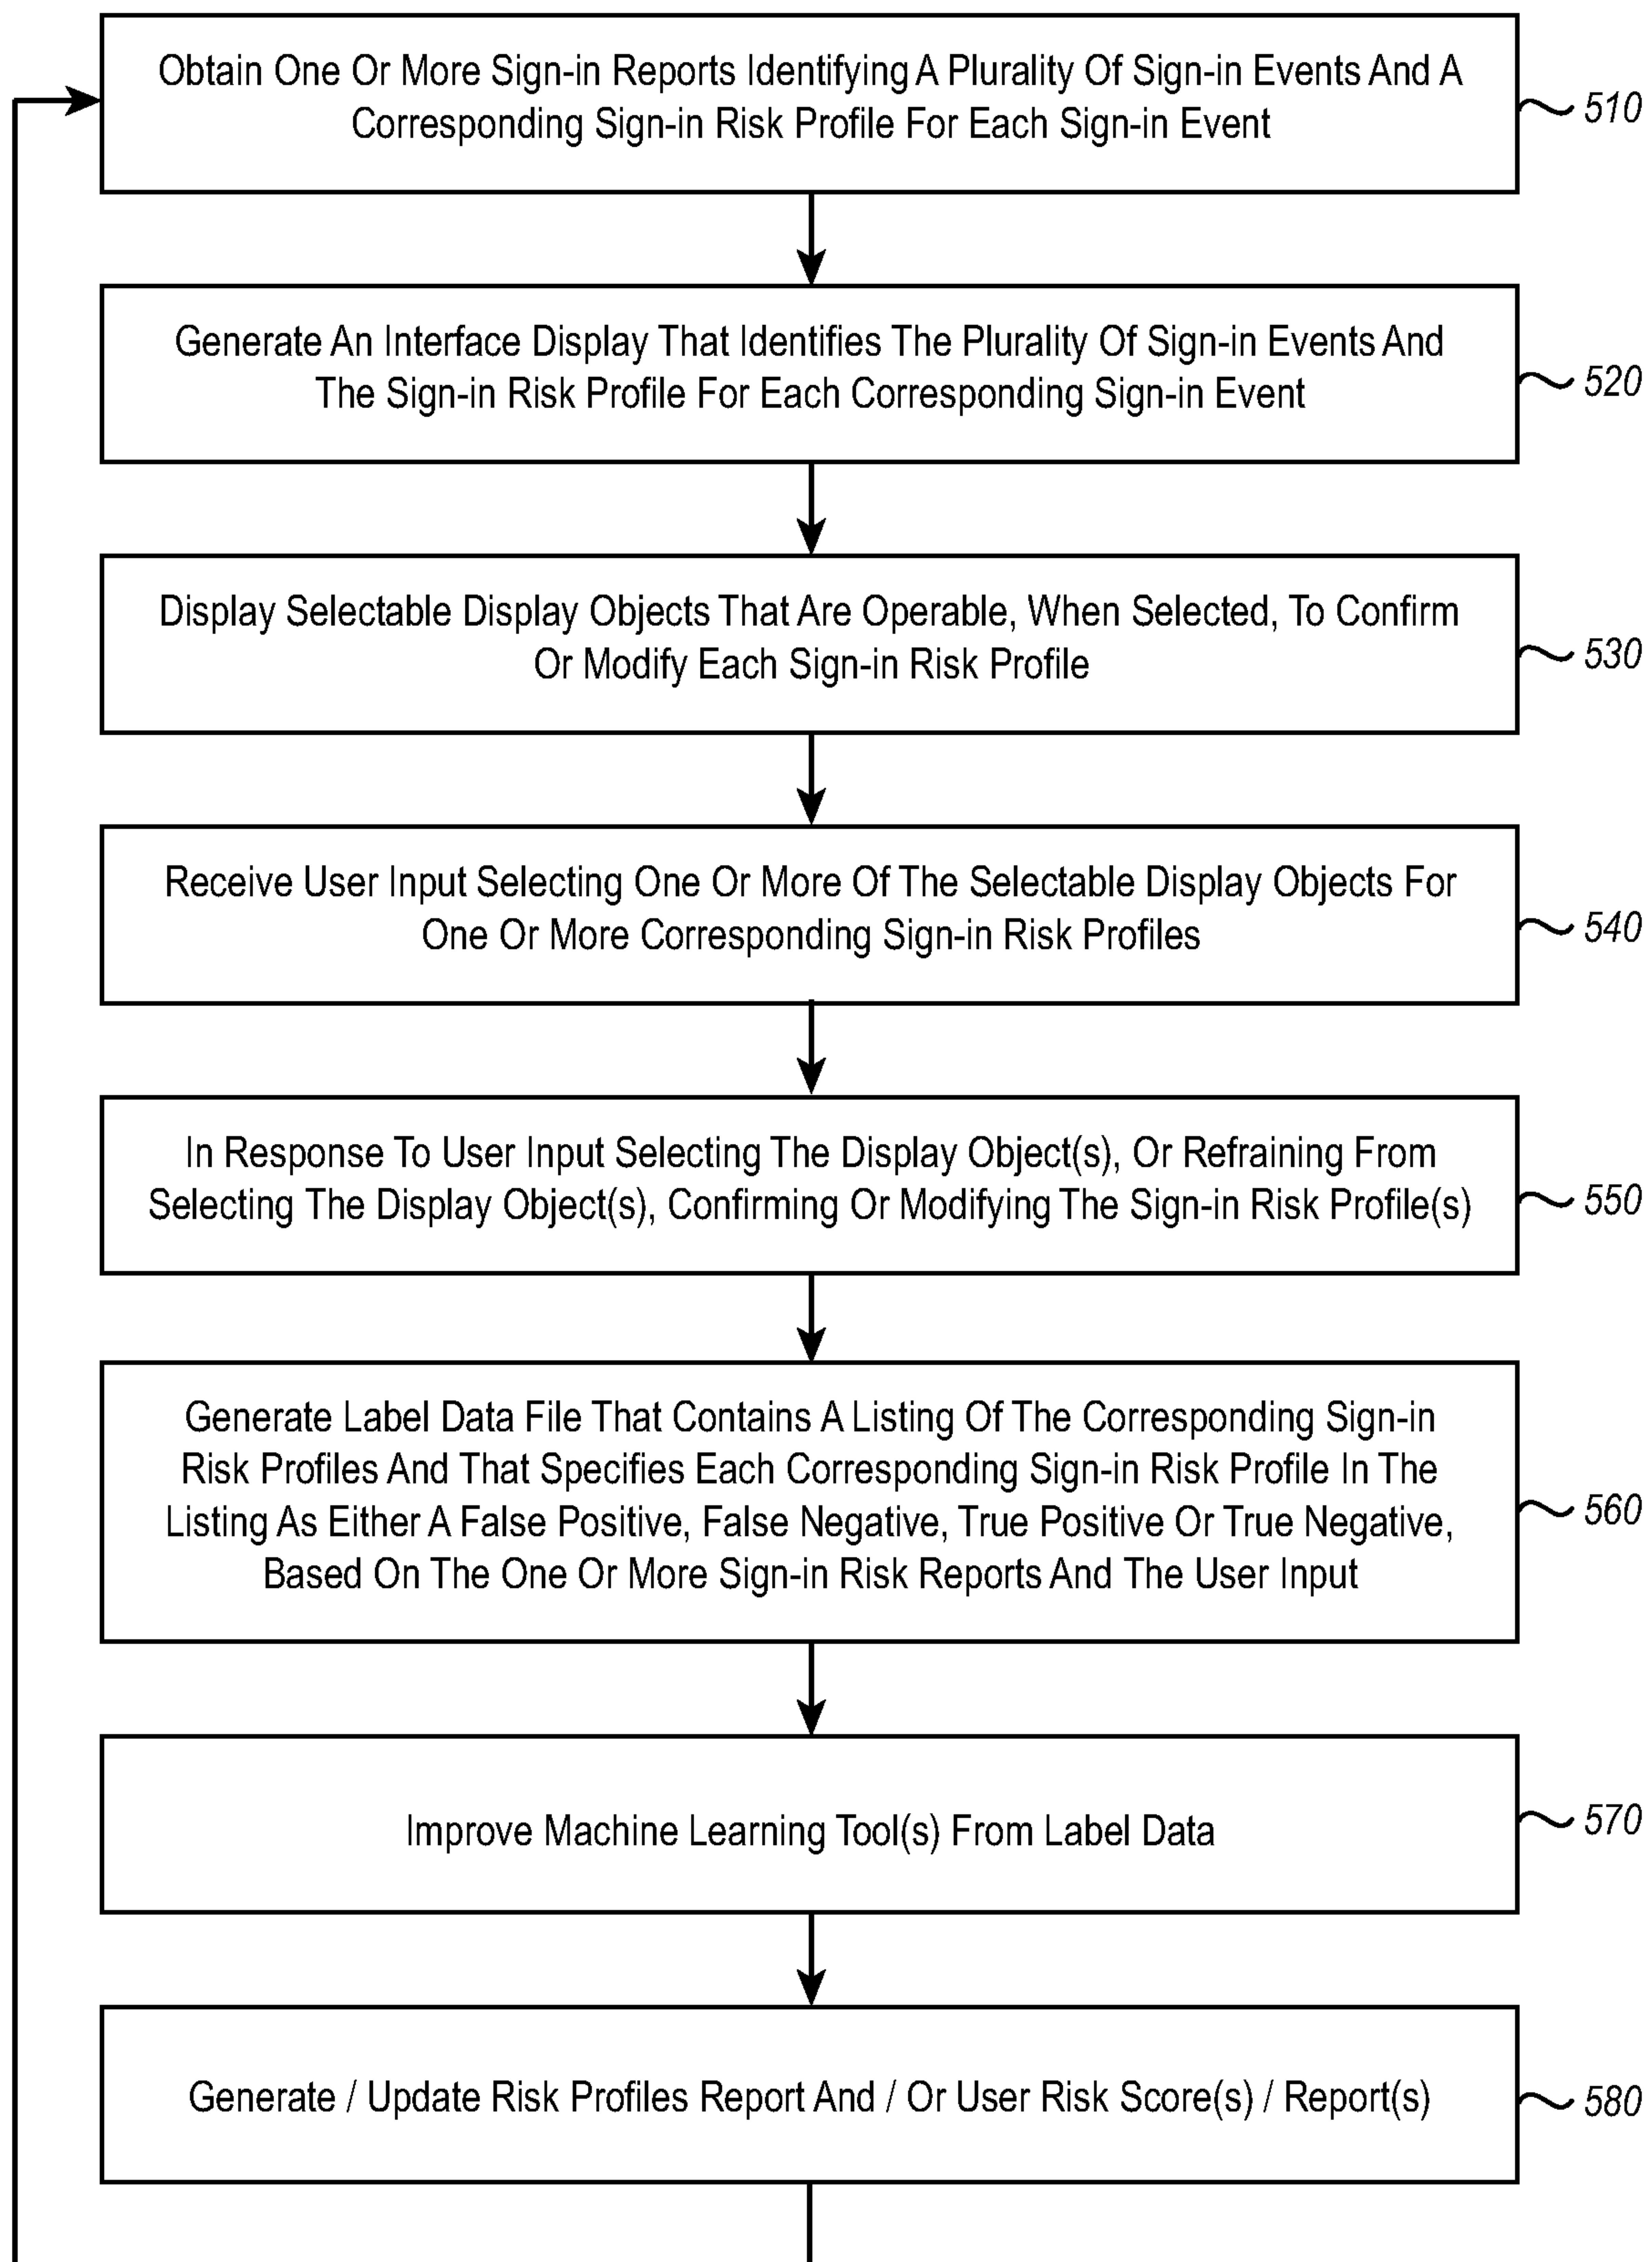 Obtain One Or More Sign-in Reports Identifying A Plurality Of Sign-in Events And A
Corresponding Sign-in Risk Profile For Each Sign-in Event
510
Generate An Interface Display That Identifies The Plurality Of Sign-in Events And
The Sign-in Risk Profile For Each Corresponding Sign-in Event
520
Display Selectable Display Objects That Are Operable, When Selected, To Confirm
Or Modify Each Sign-in Risk Profile
530
Receive User Input Selecting One Or More Of The Selectable Display Objects For
One Or More Corresponding Sign-in Risk Profiles
540
In Response To User Input Selecting The Display Object(s), Or Refraining From
Selecting The Display Object(s), Confirming Or Modifying The Sign-in Risk Profile(s)
550
Generate Label Data File That Contains A Listing Of The Corresponding Sign-in
Risk Profiles And That Specifies Each Corresponding Sign-in Risk Profile In The
Listing As Either A False Positive, False Negative, True Positive Or True Negative,
Based On The One Or More Sign-in Risk Reports And The User Input
560
Improve Machine Learning Tool(s) From Label Data
570
Generate / Update Risk Profiles Report And / Or User Risk Score(s) / Report(s)
580